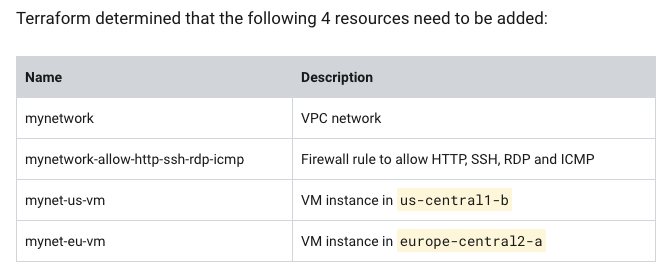 Terraform determined that the following 4 resources need to be added:
Name Description
mynetwork VPC network
mynetwork-allow-http-ssh-rdp-icmp Firewall rule to allow HTTP, SSH, RDP and ICMP
mynet-us-vm VM instance in us-central1-b
mynet-eu-vm VM instance in europe-central2-a